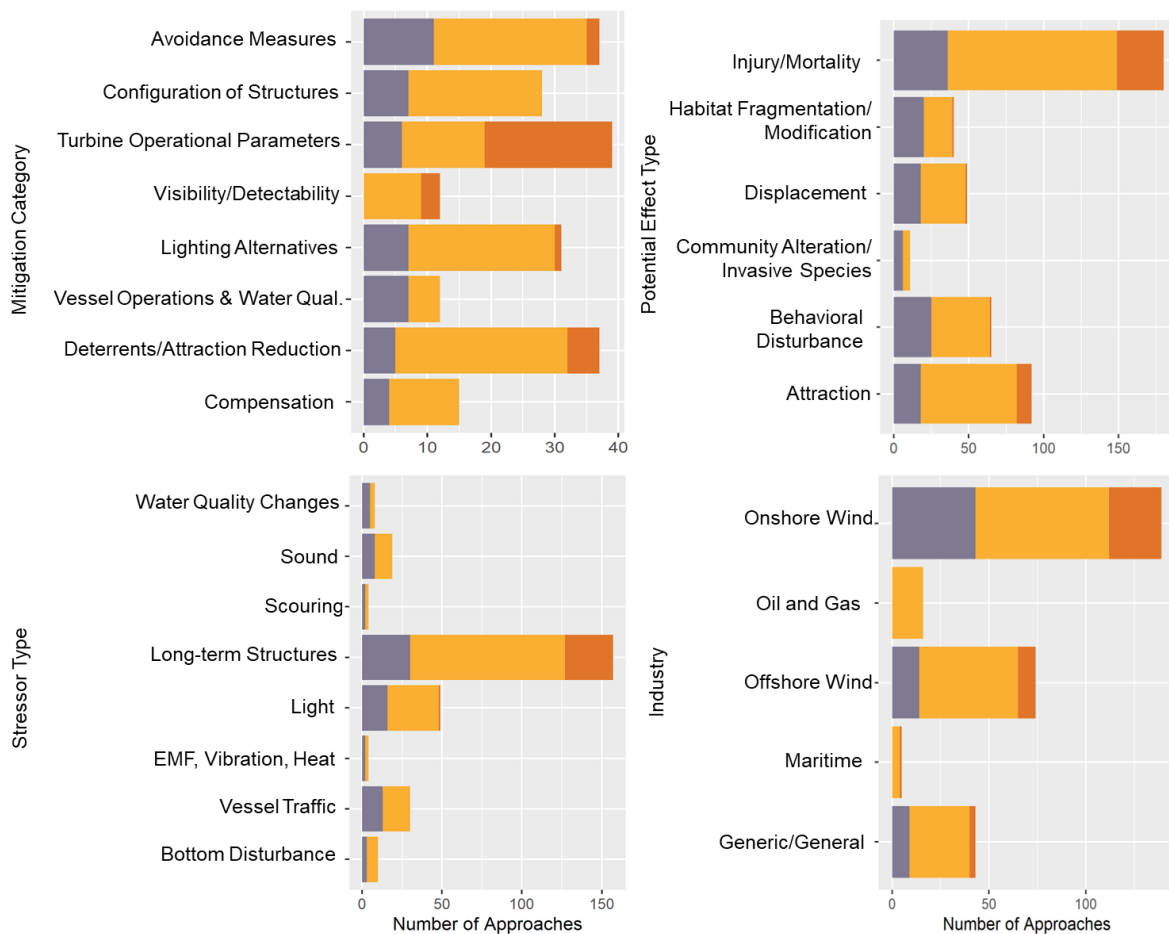 Mitigation Category
Avoidance Measures
Configuration of Structures
Turbine Operational Parameters
Visibility/Detectability
Lighting Alternatives
Vessel Operations & Water Qual.
Deterrents/Attraction Reduction
Compensation
0 10 20 30 40
Potential Effect Type
Injury/Mortality
Habitat Fragmentation/
Modification
Displacement
Community Alteration/
Invasive Species
Behavioral
Disturbance
Attraction
0 50 100 150
Stressor Type
Water Quality Changes
Sound
Scouring
Long-term Structures
Light
EMF, Vibration, Heat
Vessel Traffic
Bottom Disturbance
0 50 100 150
Number of Approaches
Industry
Onshore Wind
Oil and Gas
Offshore Wind
Maritime
Generic/General
0 50 100
Number of Approaches